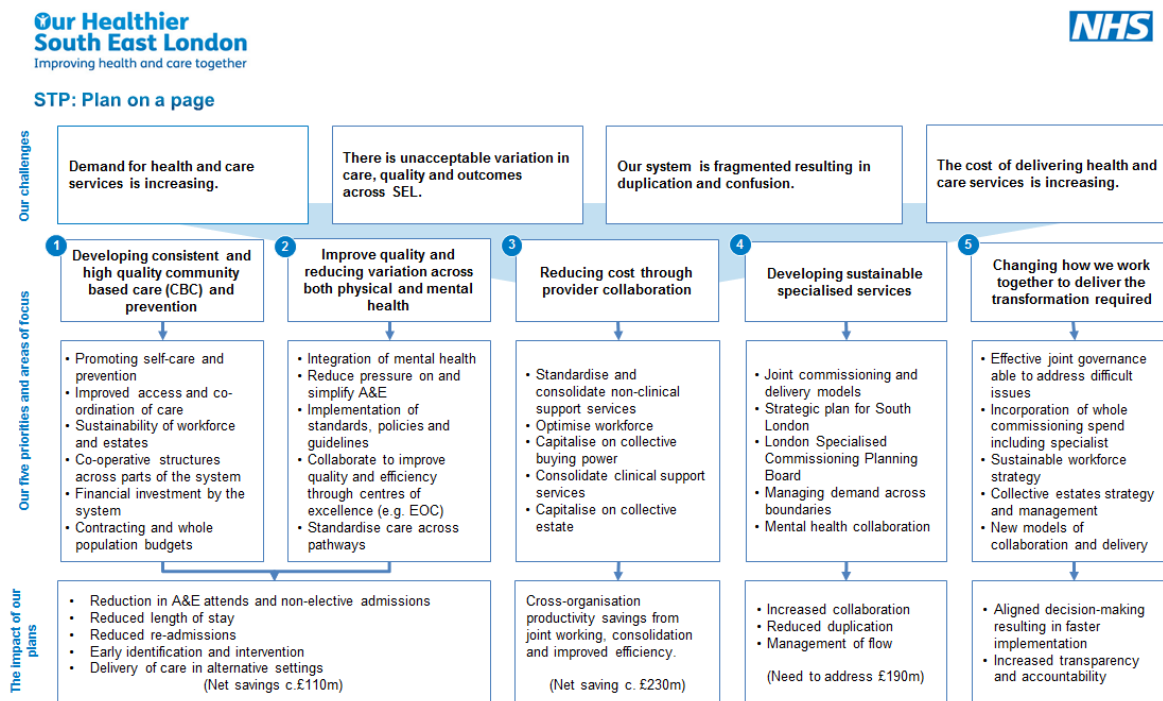 Our Healthier
South East London
Improving health and care together
NHS
STP: Plan on a page
Our challenges
Demand for health and care
services is increasing.
There is unacceptable variation in
care, quality and outcomes
across SEL.
Our system is fragmented resulting in
duplication and confusion.
The cost of delivering health and
care services is increasing.
Our five priorities and areas of focus
1
Developing consistent and
high quality community
based care (CBC) and
prevention
2
Improve quality and
reducing variation across
both physical and mental
health
3
Reducing cost through
provider collaboration
4
Developing sustainable
specialised services
5
Changing how we work
together to deliver the
transformation required
• Promoting self-care and
prevention
• Improved access and co-
ordination of care
• Sustainability of workforce
and estates
• Co-operative structures
across parts of the system
• Financial investment by the
system
• Contracting and whole
population budgets
• Integration of mental health
• Reduce pressure on and
simplify A&E
• Implementation of
standards, policies and
guidelines
• Collaborate to improve
quality and efficiency
through centres of
excellence (e.g. EOC)
• Standardise care across
pathways
• Standardise and
consolidate non-clinical
support services
• Optimise workforce
• Capitalise on collective
buying power
• Consolidate clinical support
services
• Capitalise on collective
estate
• Joint commissioning and
delivery models
• Strategic plan for South
London
• London Specialised
Commissioning Planning
Board
• Managing demand across
boundaries
• Mental health collaboration
• Effective joint governance
able to address difficult
issues
• Incorporation of whole
commissioning spend
including specialist
• Sustainable workforce
strategy
• Collective estates strategy
and management
• New models of
collaboration and delivery
The impact of our
plans
• Reduction in A&E attends and non-elective admissions
• Reduced length of stay
• Reduced re-admissions
• Early identification and intervention
• Delivery of care in alternative settings
(Net savings c.£110m)
Cross-organisation
productivity savings from
joint working, consolidation
and improved efficiency.
(Net saving c. £230m)
• Increased collaboration
• Reduced duplication
• Management of flow
(Need to address £190m)
• Aligned decision-making
resulting in faster
implementation
• Increased transparency
and accountability